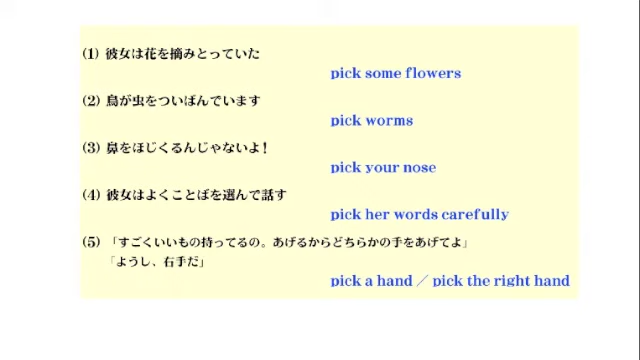 (1) 彼女は花を摘みとっていた
pick some flowers
(2) 鳥が虫をついばんでいます
pick worms
(3) 鼻をほじくるんじゃないよ！
pick your nose
(4) 彼女はよくことばを選んで話す
pick her words carefully
(5) 「すごくいいもの持ってるの。あげるからどちらかの手をあげてよ」
「ようし、右手だ」
pick a hand ／ pick the right hand